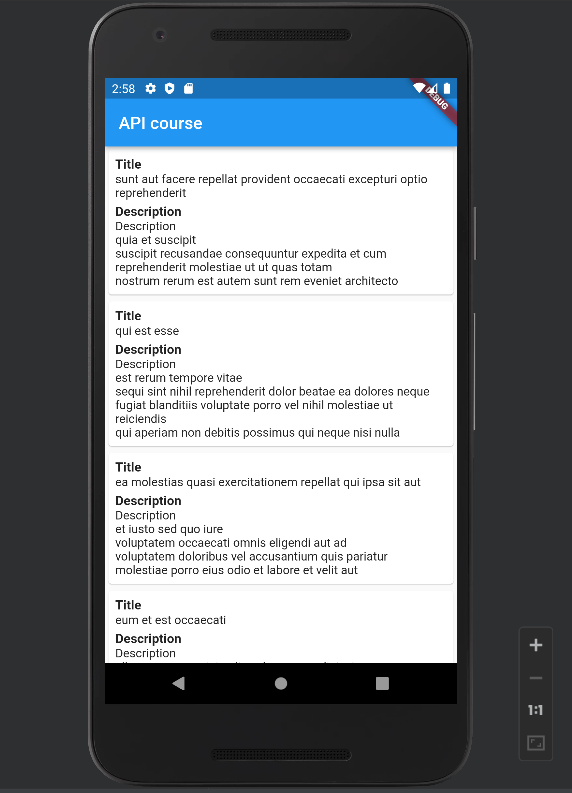 2:58
DEBUG
API course
Title
sunt aut facere repellat provident occaecati excepturi optio
reprehenderit
Description
Description
quia et suscipit
suscipit recusandae consequuntur expedita et cum
reprehenderit molestiae ut ut quas totam
nostrum rerum est autem sunt rem eveniet architecto
Title
qui est esse
Description
Description
est rerum tempore vitae
sequi sint nihil reprehenderit dolor beatae ea dolores neque
fugiat blanditiis voluptate porro vel nihil molestiae ut
reiciendis
qui aperiam non debitis possimus qui neque nisi nulla
Title
ea molestias quasi exercitationem repellat qui ipsa sit aut
Description
Description
et iusto sed quo iure
voluptatem occaecati omnis eligendi aut ad
voluptatem doloribus vel accusantium quis pariatur
molestiae porro eius odio et labore et velit aut
Title
eum et est occaecati
Description
Description
1:1